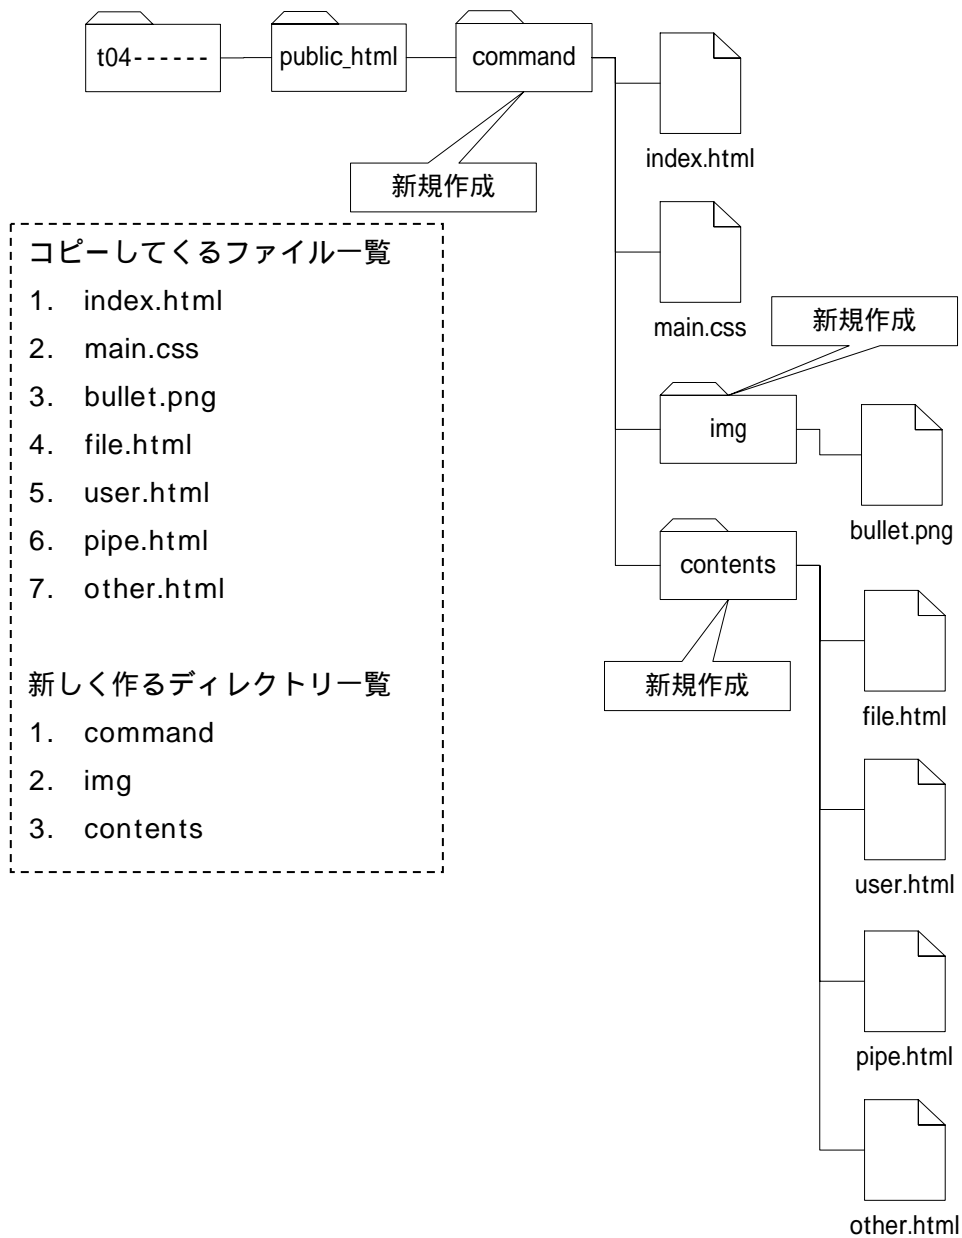 t04------
public_html
command
index.html
新規作成
コピーしてくるファイル一覧
1. index.html
2. main.css
3. bullet.png
4. file.html
5. user.html
6. pipe.html
7. other.html
新しく作るディレクトリ一覧
1. command
2. img
3. contents
main.css
新規作成
img
bullet.png
contents
新規作成
file.html
user.html
pipe.html
other.html